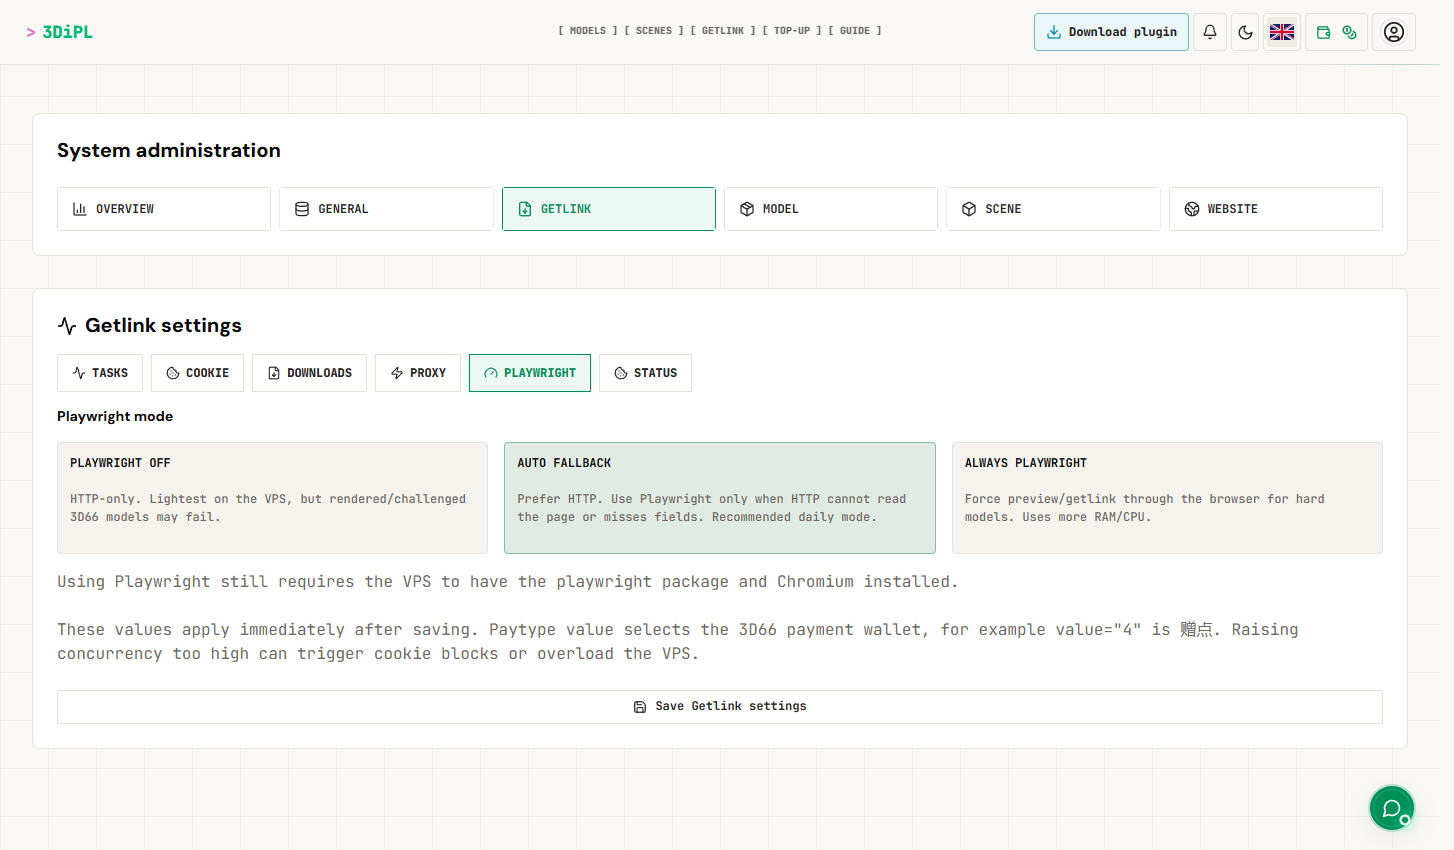 > 3DiPL
[ MODELS ] [ SCENES ] [ GETLINK ] [ TOP-UP ] [ GUIDE ]
Download plugin
System administration
OVERVIEW
GENERAL
GETLINK
MODEL
SCENE
WEBSITE
Getlink settings
TASKS
COOKIE
DOWNLOADS
PROXY
PLAYWRIGHT
STATUS
Playwright mode
PLAYWRIGHT OFF
HTTP-only. Lightest on the VPS, but rendered/challenged
3D66 models may fail.
AUTO FALLBACK
Prefer HTTP. Use Playwright only when HTTP cannot read
the page or misses fields. Recommended daily mode.
ALWAYS PLAYWRIGHT
Force preview/getlink through the browser for hard
models. Uses more RAM/CPU.
Using Playwright still requires the VPS to have the playwright package and Chromium installed.
These values apply immediately after saving. Paytype value selects the 3D66 payment wallet, for example value="4" is 赠点. Raising
concurrency too high can trigger cookie blocks or overload the VPS.
Save Getlink settings